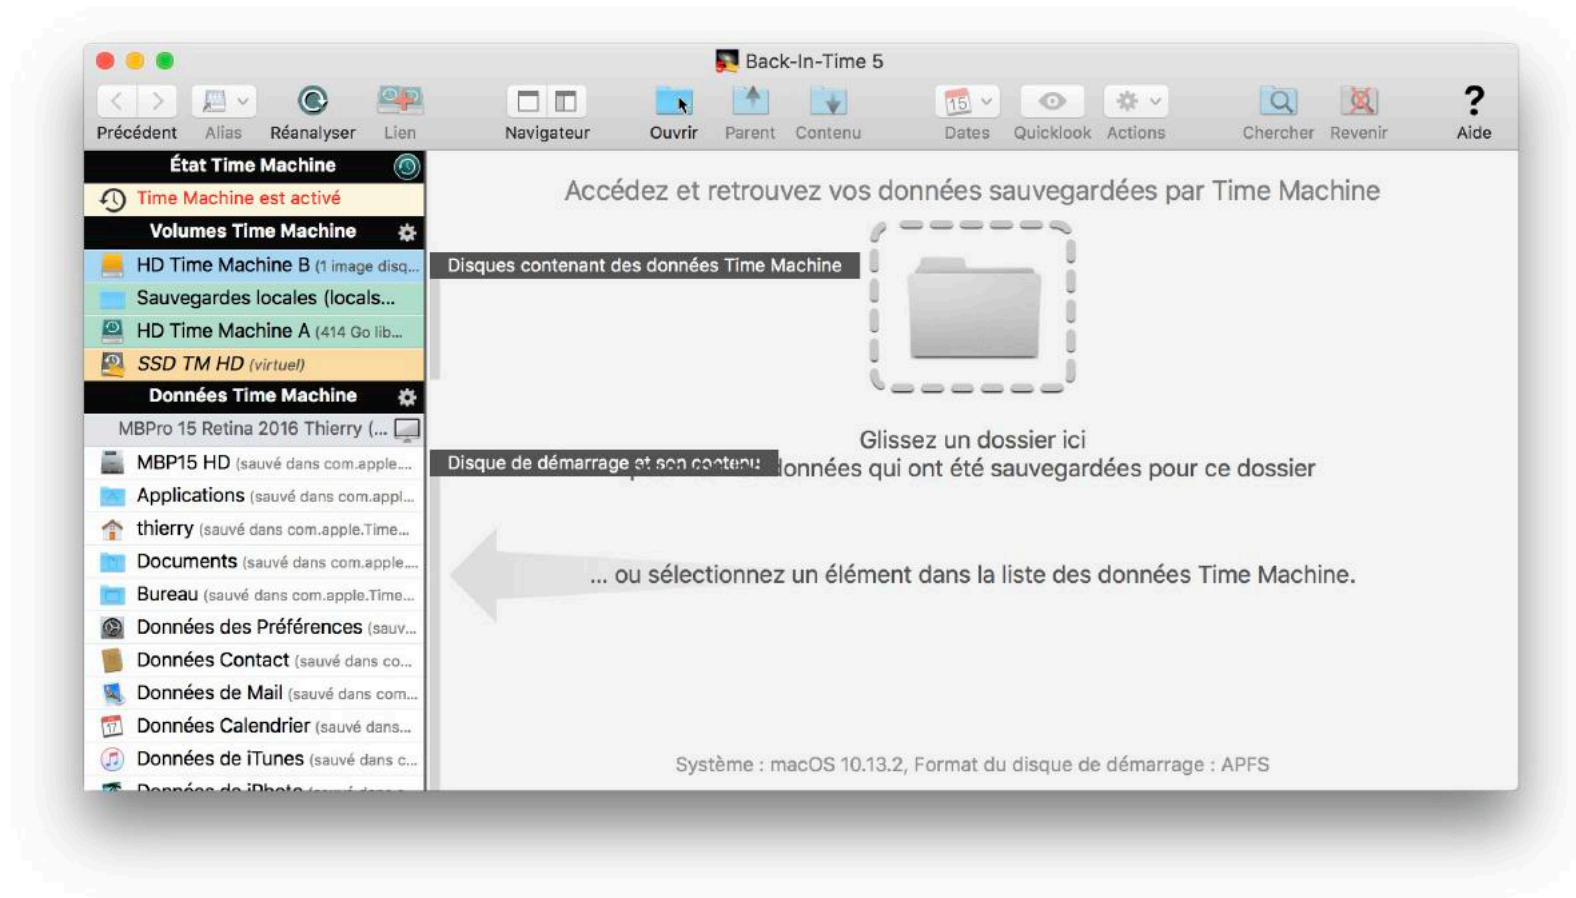 Back-In-Time 5
Précédent Alias Réanalyser Lien Navigateur Ouvrir Parent Contenu Dates Quicklook Actions Chercher Revenir Aide
15
?
État Time Machine
Time Machine est activé
Volumes Time Machine
HD Time Machine B (1 image disq...
Sauvegardes locales (locals...
HD Time Machine A (414 Go lib...
SSD TM HD (virtuel)
Données Time Machine
MBPro 15 Retina 2016 Thierry (...
MBP15 HD (sauvé dans com.apple....
Applications (sauvé dans com.appl...
thierry (sauvé dans com.apple.Time...
Documents (sauvé dans com.apple....
Bureau (sauvé dans com.apple.Time...
Données des Préférences (sauv...
Données Contact (sauvé dans co...
Données de Mail (sauvé dans com...
17
Données Calendrier (sauvé dans...
Données de iTunes (sauvé dans c...
Données de iPhoto
Accédez et retrouvez vos données sauvegardées par Time Machine
Disques contenant des données Time Machine
Glissez un dossier ici
Disque de démarrage et son contenu
données qui ont été sauvegardées pour ce dossier
... ou sélectionnez un élément dans la liste des données Time Machine.
Système : macOS 10.13.2, Format du disque de démarrage : APFS